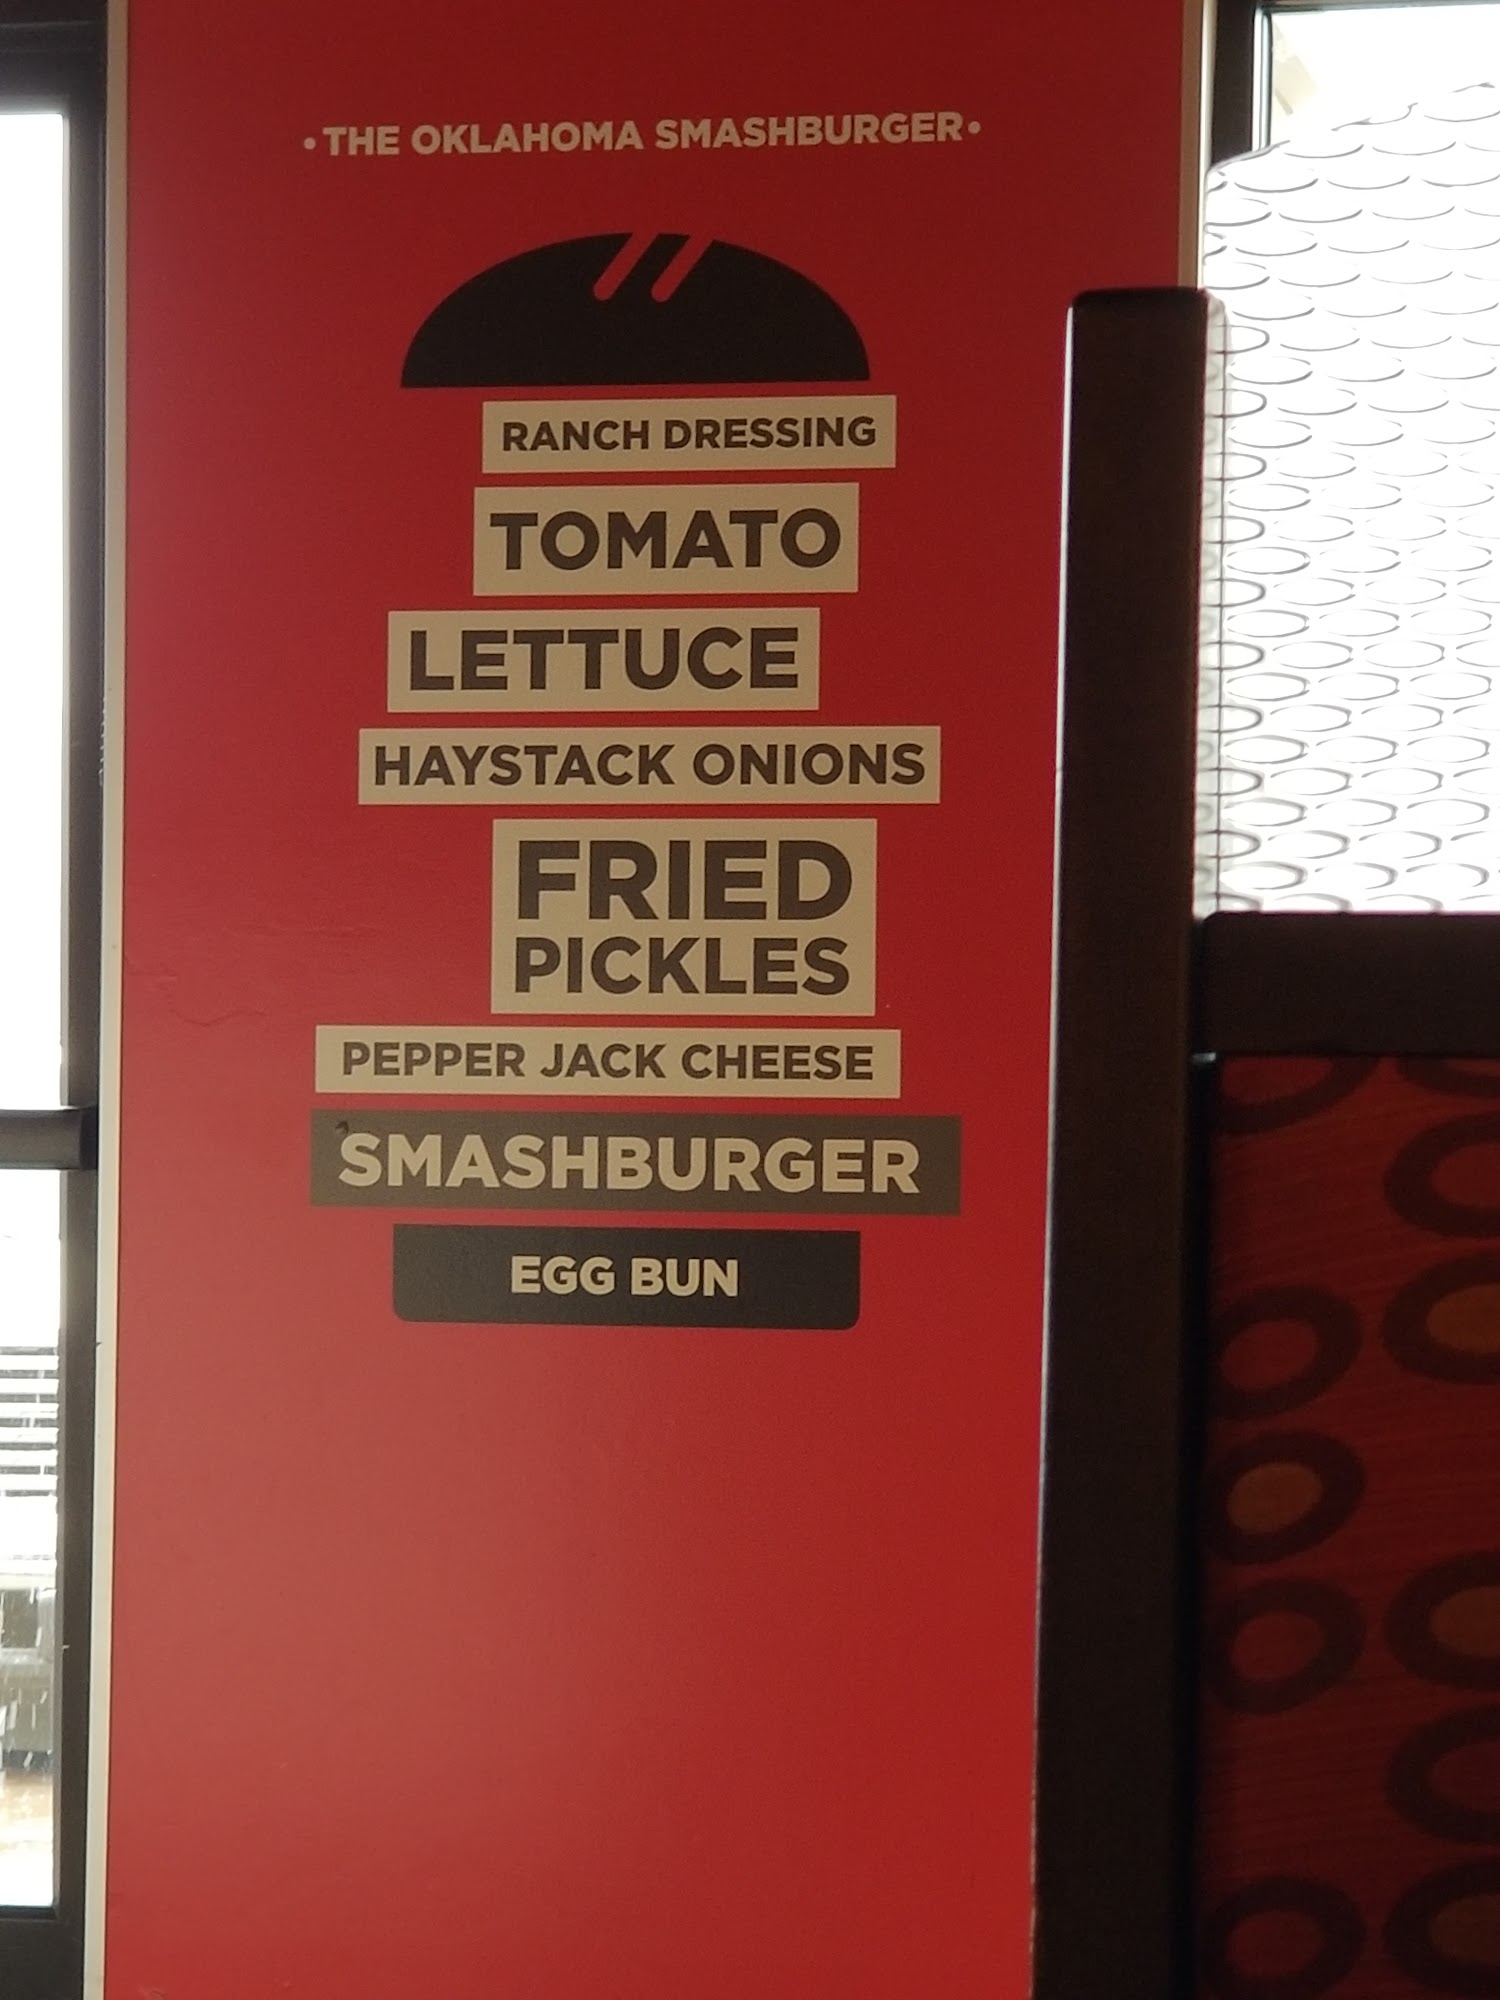 •THE OKLAHOMA SMASHBURGER•
RANCH DRESSING
TOMATO
LETTUCE
HAYSTACK ONIONS
FRIED
PICKLES
PEPPER JACK CHEESE
SMASHBURGER
EGG BUN